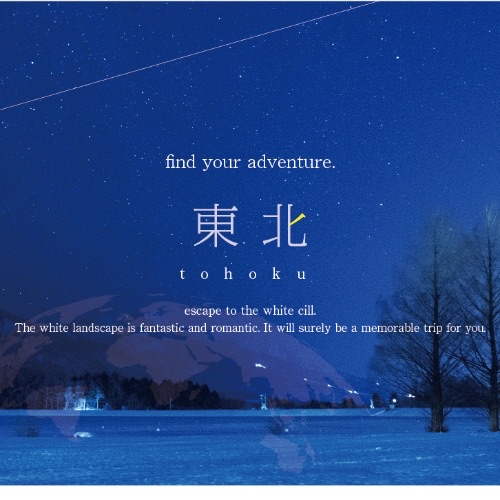 find your adventure.
東北
tohoku
escape to the white cill.
The white landscape is fantastic and romantic. It will surely be a memorable trip for you.